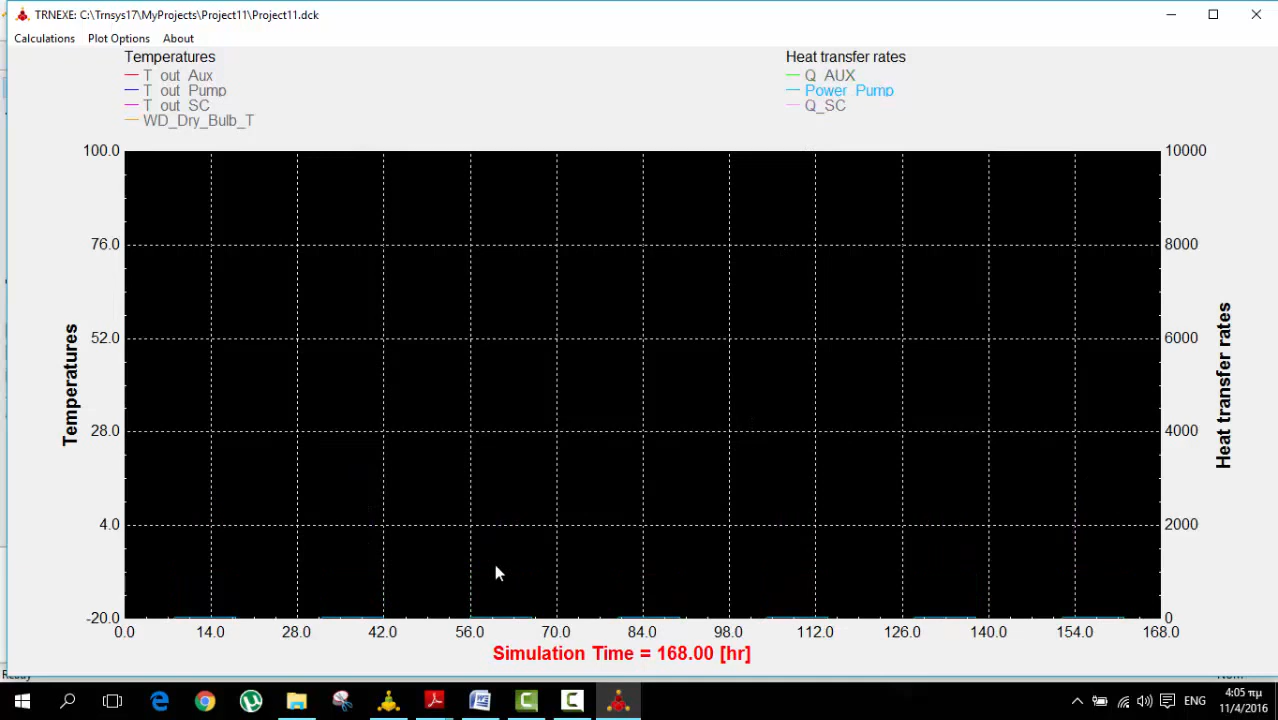 TRNEXE: C:\Trnsys17\MyProjects\Project11\Project11.dck
Calculations Plot Options About
Temperatures
T_out_Aux
T_out_Pump
T_out_SC
WD_Dry_Bulb_T
Heat transfer rates
Q_AUX
Power_Pump
Q_SC
100.0
76.0
52.0
28.0
4.0
-20.0
Temperatures
10000
8000
6000
4000
2000
0
Heat transfer rates
0.0 14.0 28.0 42.0 56.0 70.0 84.0 98.0 112.0 126.0 140.0 154.0 168.0
Simulation Time = 168.00 [hr]
ENG
4:05 πμ
11/4/2016